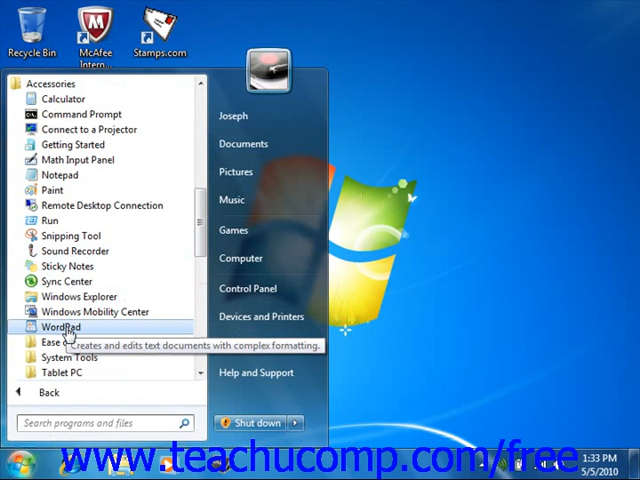 Recycle Bin
McAfee
Intern...
Stamps.com
Accessories
Calculator
Command Prompt
Connect to a Projector
Getting Started
Math Input Panel
Notepad
Paint
Remote Desktop Connection
Run
Snipping Tool
Sound Recorder
Sticky Notes
Sync Center
Windows Explorer
Windows Mobility Center
WordPad
Ease o
Creates and edits text documents with complex formatting.
System Tools
Tablet PC
Back
Search programs and files
Joseph
Documents
Pictures
Music
Games
Computer
Control Panel
Devices and Printers
Help and Support
Shut down
www.teachucomp.com/free
1:33 PM
5/5/2010